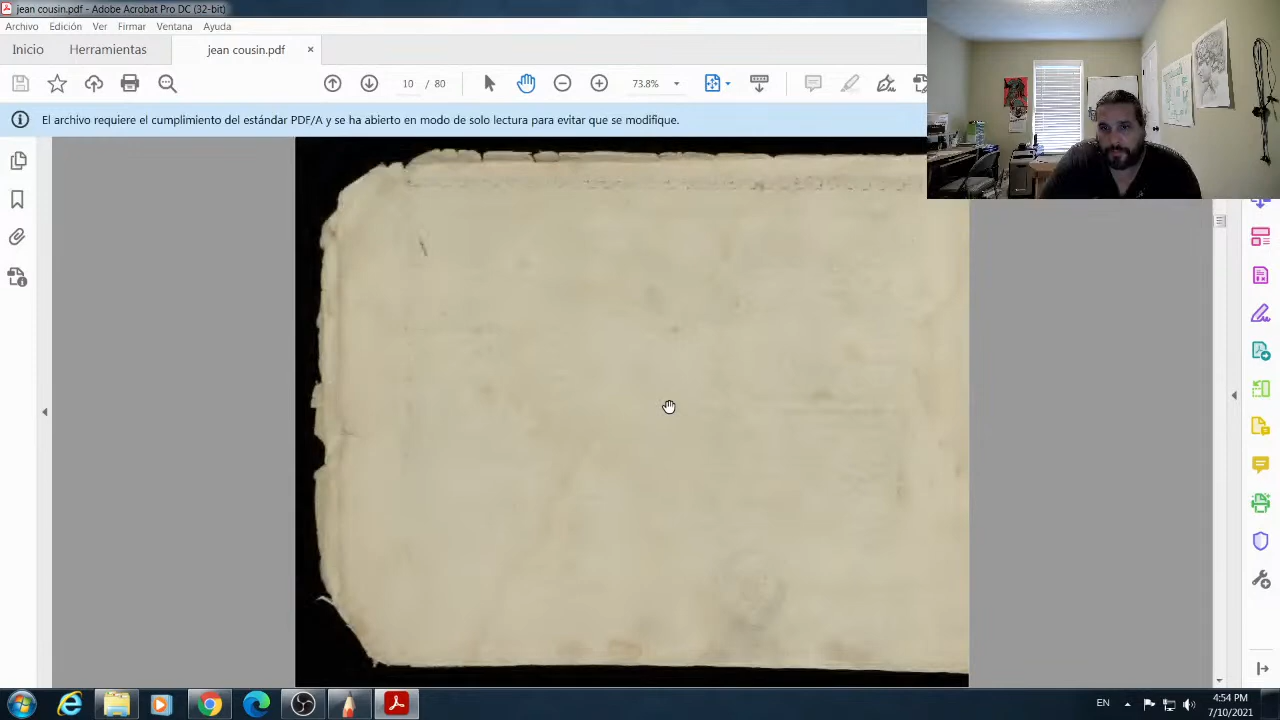 jean cousin.pdf - Adobe Acrobat Pro DC (32-bit)
Archivo Edición Ver Firmar Ventana Ayuda
Inicio Herramientas jean cousin.pdf ×
10 80 73.8%
El archivo requiere el cumplimiento del estándar PDF/A y se ha abierto en modo de solo lectura para evitar que se modifique.
EN 4:54 PM
7/10/2021